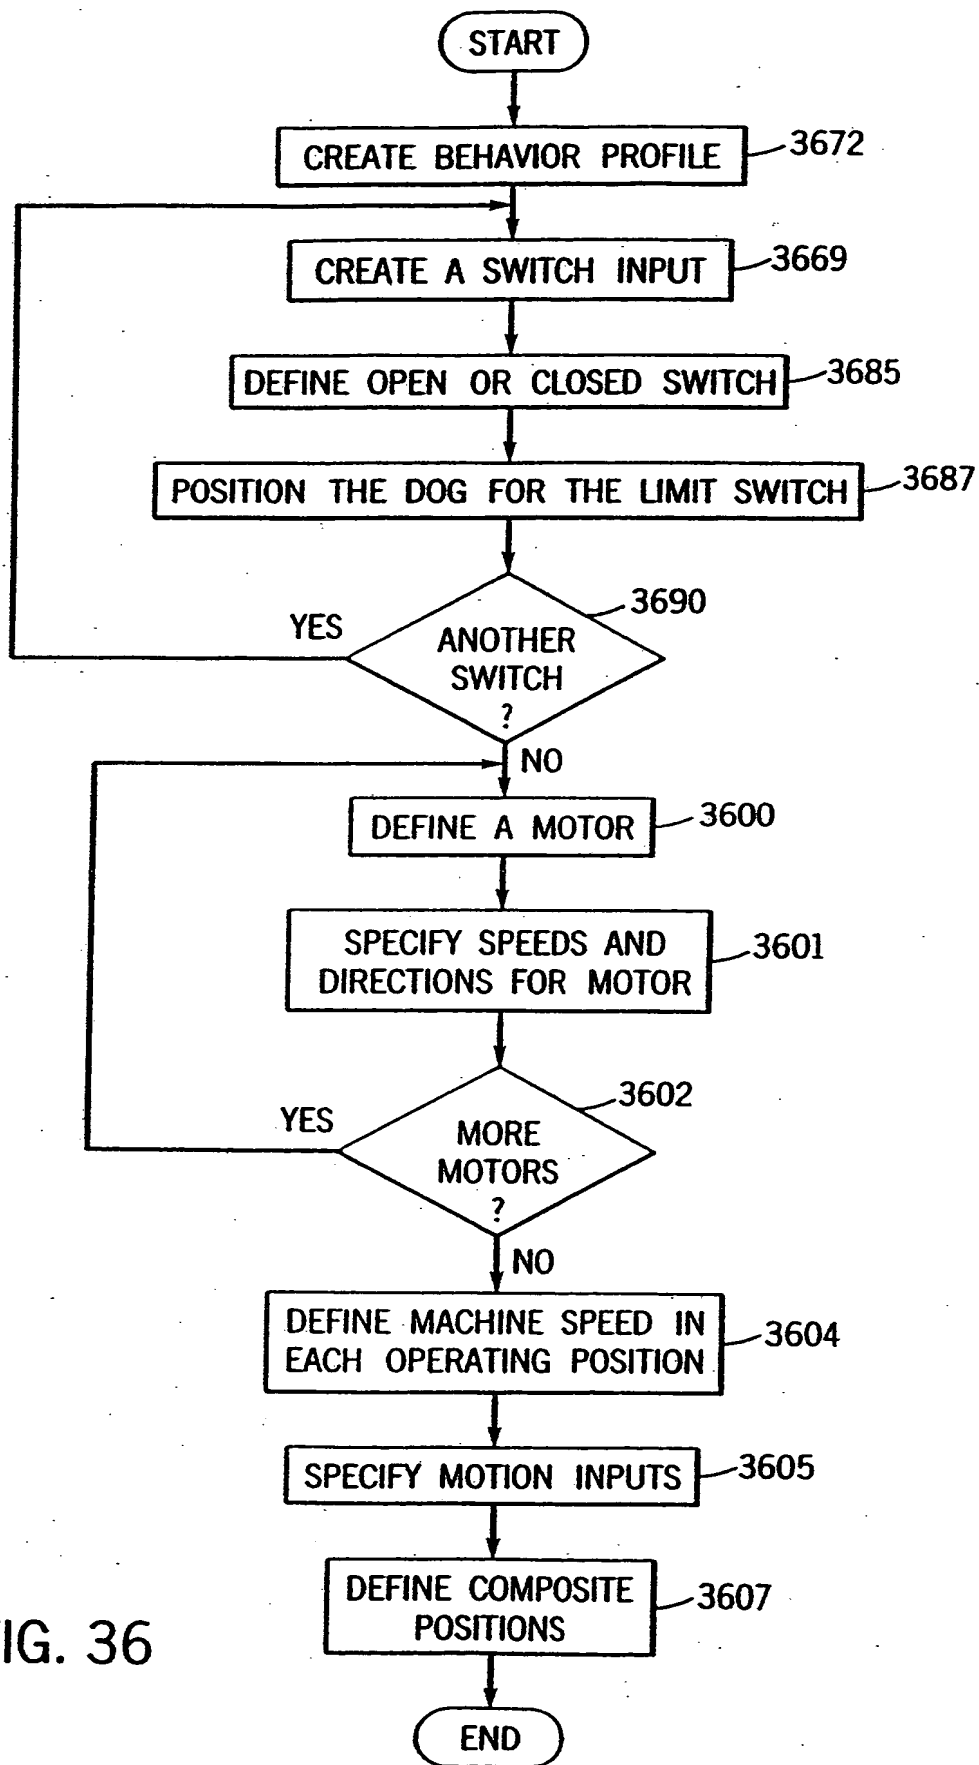 START
CREATE BEHAVIOR PROFILE
3672
CREATE A SWITCH INPUT
3669
DEFINE OPEN OR CLOSED SWITCH
3685
POSITION THE DOG FOR THE LIMIT SWITCH
3687
3690
YES
ANOTHER
SWITCH
?
NO
DEFINE A MOTOR
3600
SPECIFY SPEEDS AND
DIRECTIONS FOR MOTOR
3601
3602
YES
MORE
MOTORS
?
NO
DEFINE MACHINE SPEED IN
EACH OPERATING POSITION
3604
SPECIFY MOTION INPUTS
3605
DEFINE COMPOSITE
POSITIONS
3607
IG. 36
END